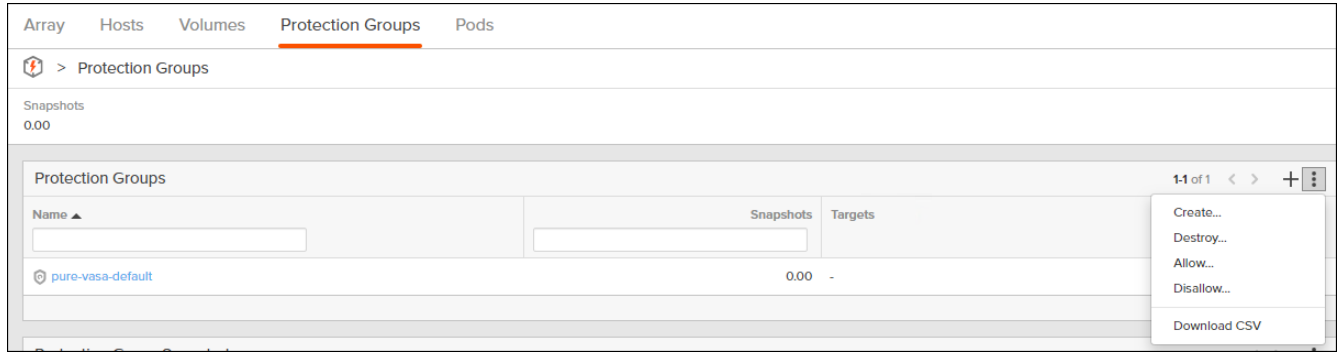 Array Hosts Volumes Protection Groups Pods
> Protection Groups
Snapshots
0.00
Protection Groups 1-1 of 1 < > +
Name ▲ Snapshots Targets
pure-vasa-default 0.00 -
Create...
Destroy...
Allow...
Disallow...
Download CSV